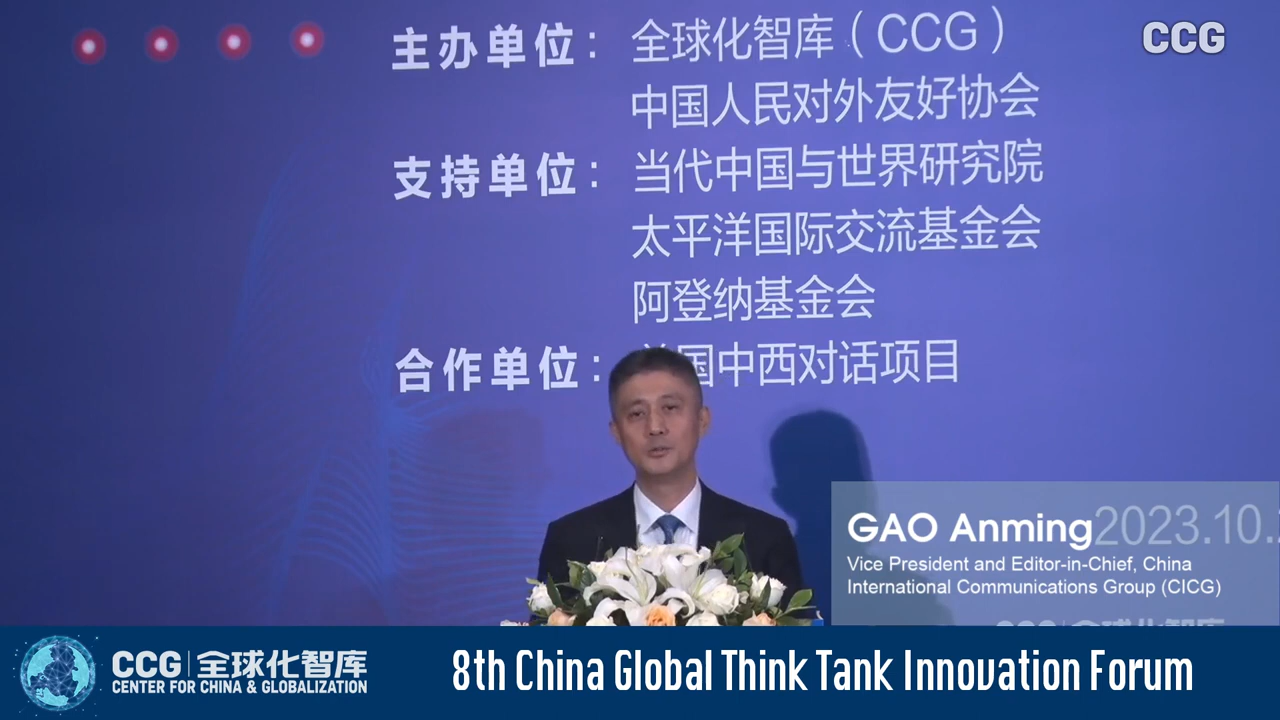 主办单位：全球化智库（CCG）
CCG
中国人民对外友好协会
支持单位：当代中国与世界研究院
太平洋国际交流基金会
阿登纳基金会
合作单位：国中西对话项目
GAO Anming
2023.10.
Vice President and Editor-in-Chief, China
International Communications Group (CICG)
CCG 全球化智库
CENTER FOR CHINA & GLOBALIZATION
8th China Global Think Tank Innovation Forum